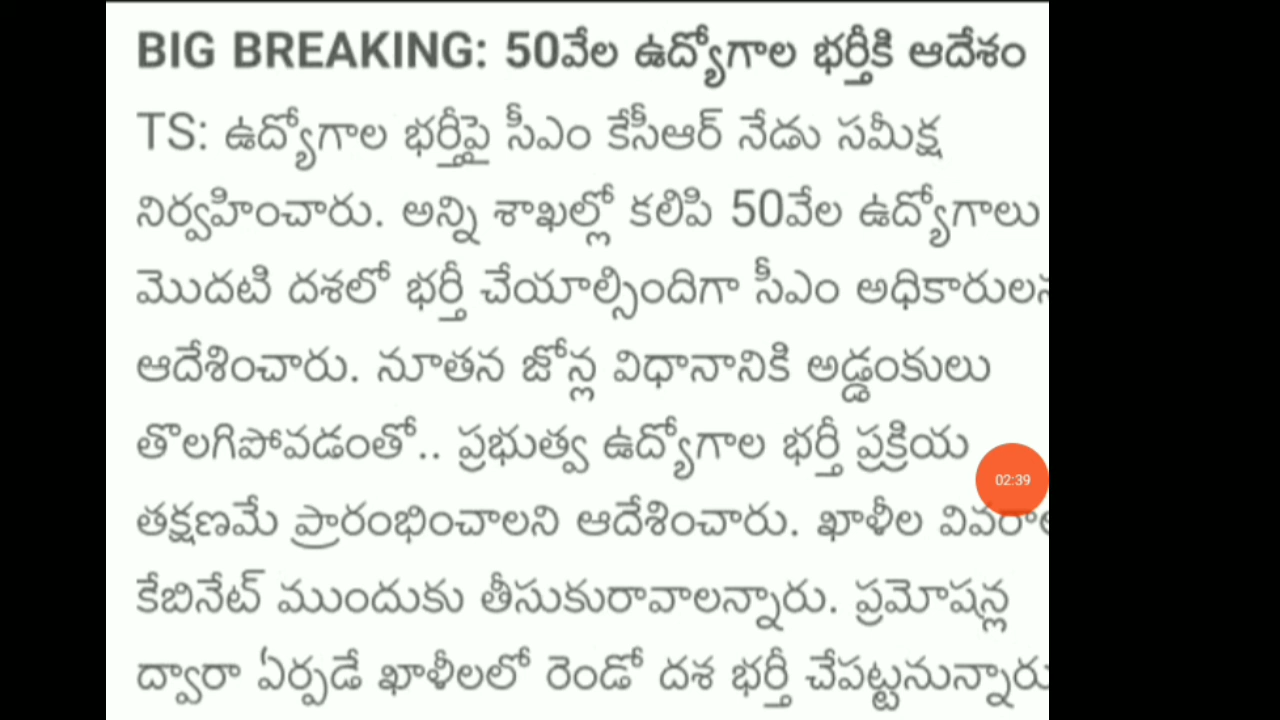 BIG BREAKING: 50వేల ఉద్యోగాల భర్తీకి ఆదేశం
TS: ఉద్యోగాల భర్తీపై సీఎం కేసీఆర్ నేడు సమీక్ష
నిర్వహించారు. అన్ని శాఖల్లో కలిపి 50వేల ఉద్యోగాలు
మొదటి దశలో భర్తీ చేయాల్సిందిగా సీఎం
ఆదేశించారు. నూతన జోన్ల విధానానికి అడ్డంకులు
తొలగిపోవడంతో.. ప్రభుత్వ ఉద్యోగాల భర్తీ ప్రక్రియ
02:39
తక్షణమే ప్రారంభించాలని ఆదేశించారు. ఖాళీల
కేబినేట్ ముందుకు తీసుకురావాలన్నారు. ప్రమోషన్ల
ద్వారా ఏర్పడే ఖాళీలలో రెండో దశ భర్తీ చేపట్టనున్నారు